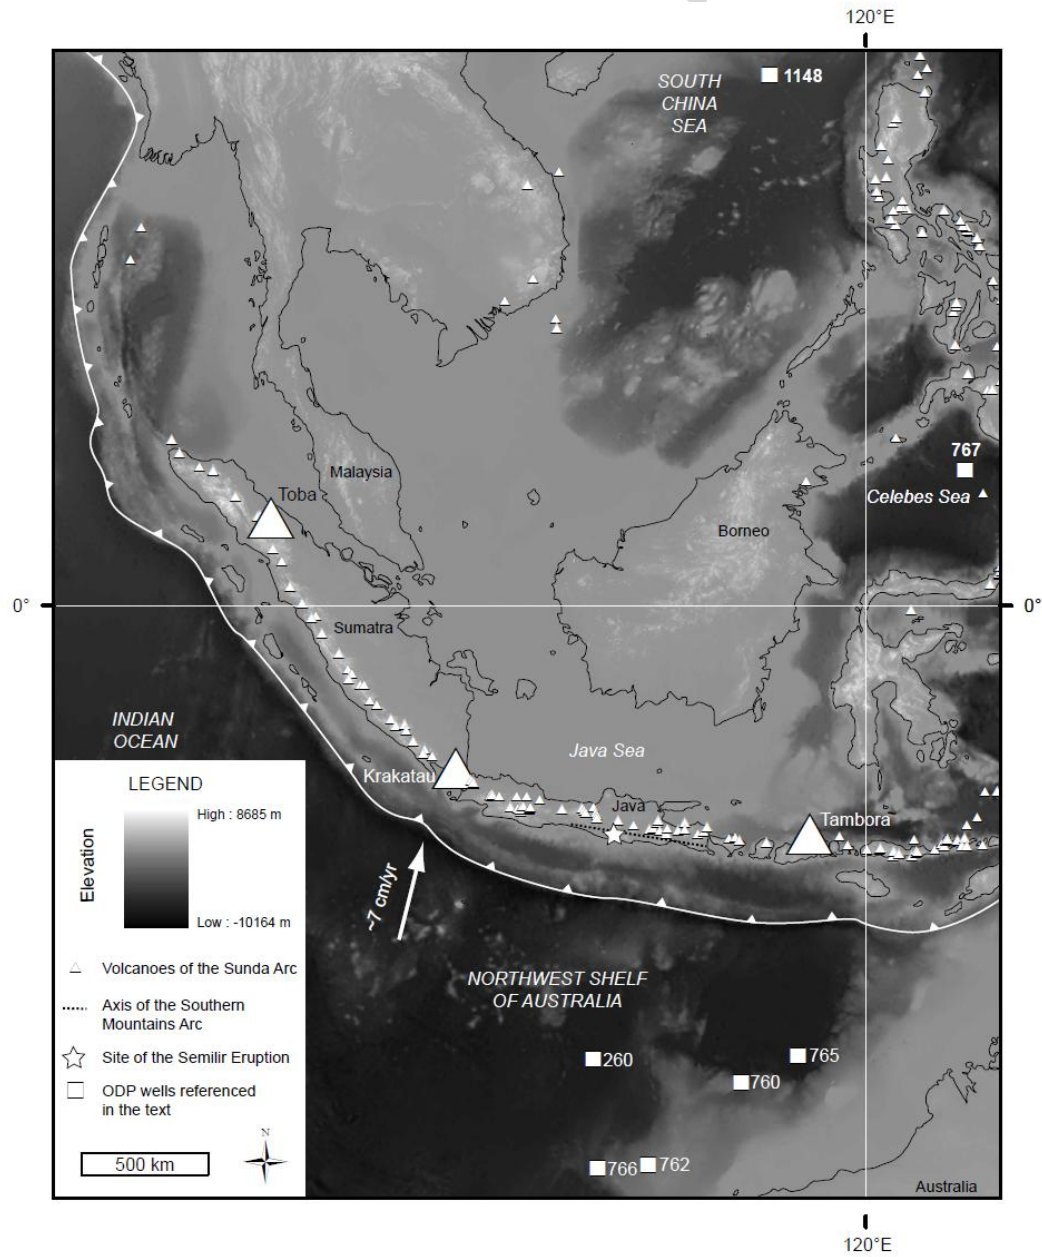 120°E
SOUTH
CHINA
SEA
1148
767
Celebes Sea
Malaysia
Toba
Borneo
0°
0°
Sumatra
INDIAN
OCEAN
Java Sea
Krakatau
Java
Tambora
~7 cm/yr
NORTHWEST SHELF
OF AUSTRALIA
260
765
760
766
762
Australia
LEGEND
Elevation
High : 8685 m
Low : -10164 m
Volcanoes of the Sunda Arc
Axis of the Southern
Mountains Arc
Site of the Semilir Eruption
ODP wells referenced
in the text
N
500 km
120°E